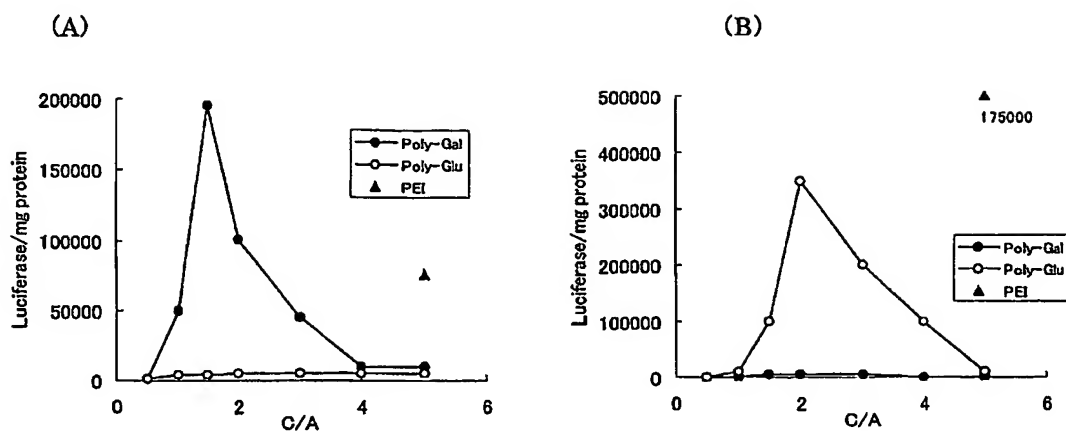 (A)
Luciferase/mg protein
200000
150000
100000
50000
0
0 2 4 6
C/A
Poly-Gal
Poly-Glu
PEI
(B)
Luciferase/mg protein
500000
400000
300000
200000
100000
0
0 2 4 6
C/A
175000
Poly-Gal
Poly-Glu
PEI